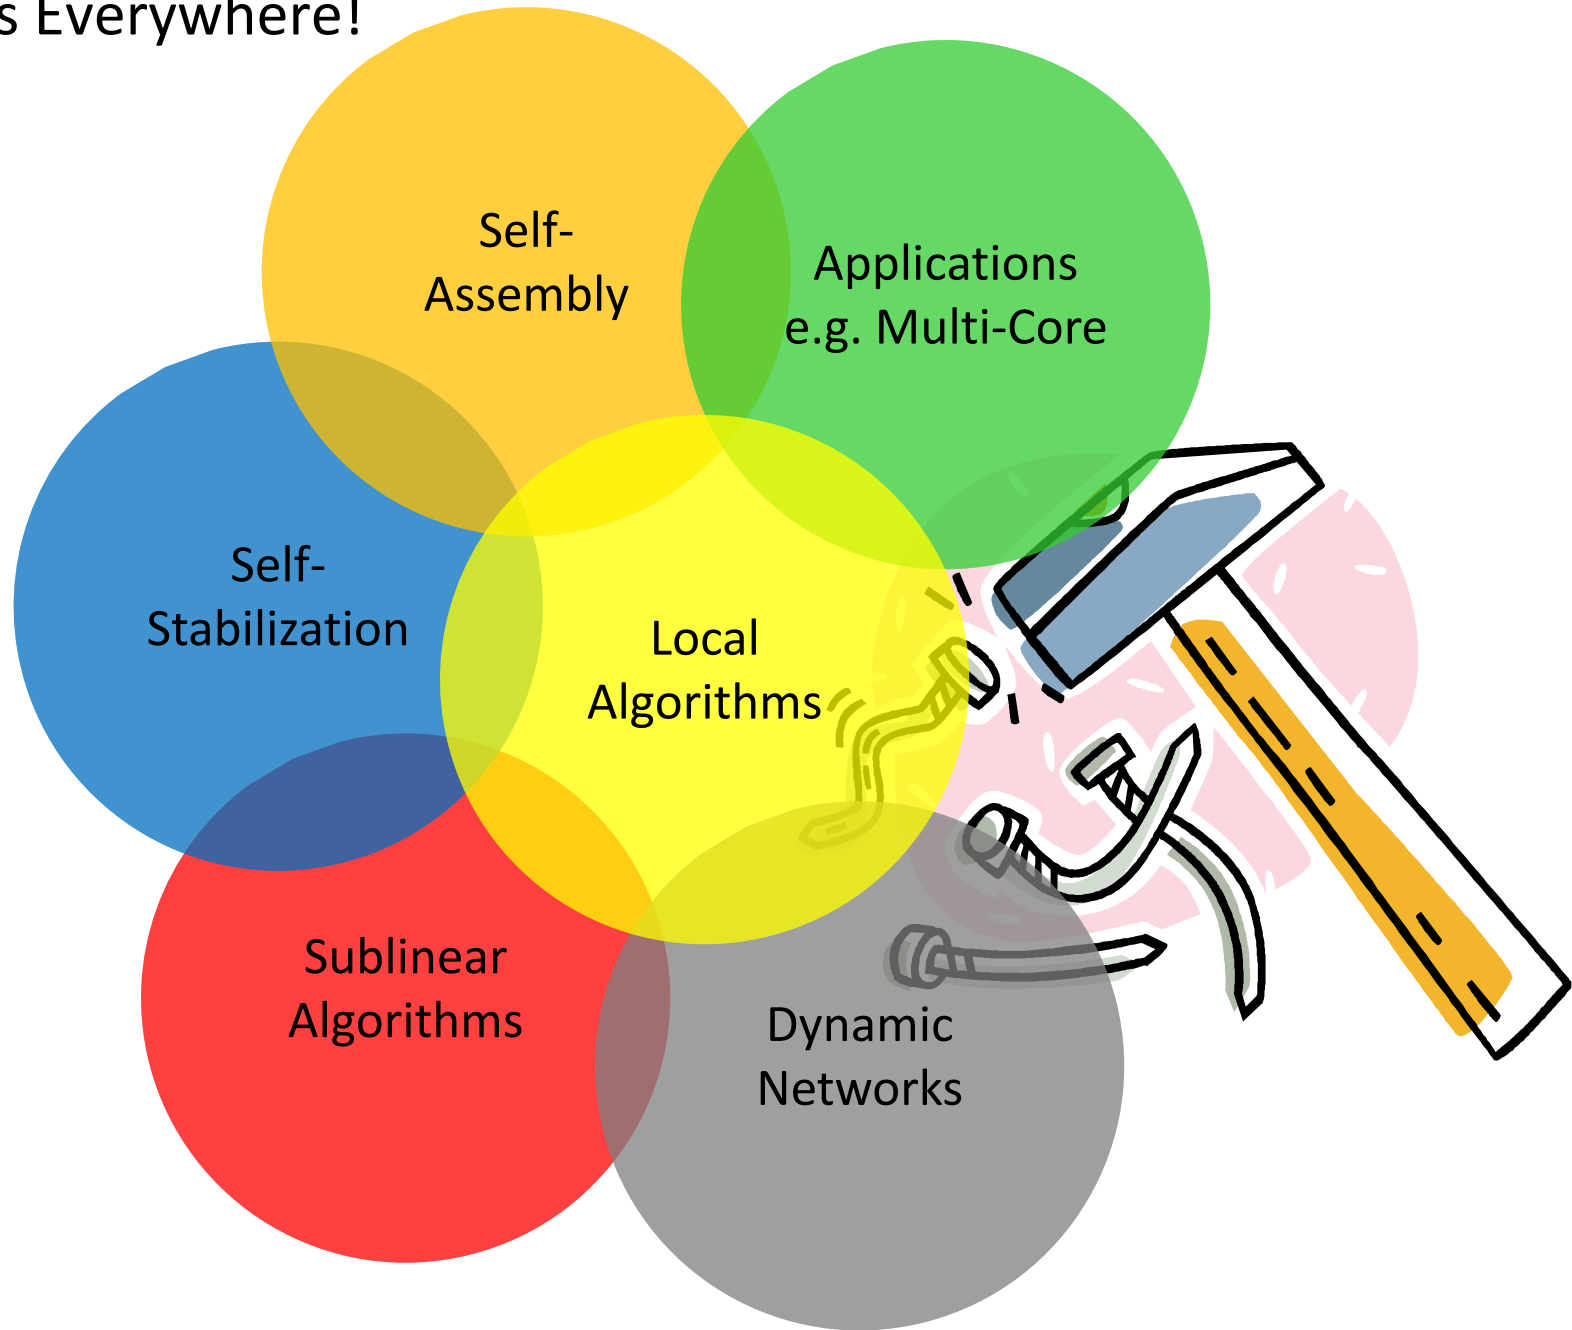 s Everywhere!
Self-
Assembly
Applications
e.g. Multi-Core
Self-
Stabilization
Local
Algorithms
Sublinear
Algorithms
Dynamic
Networks